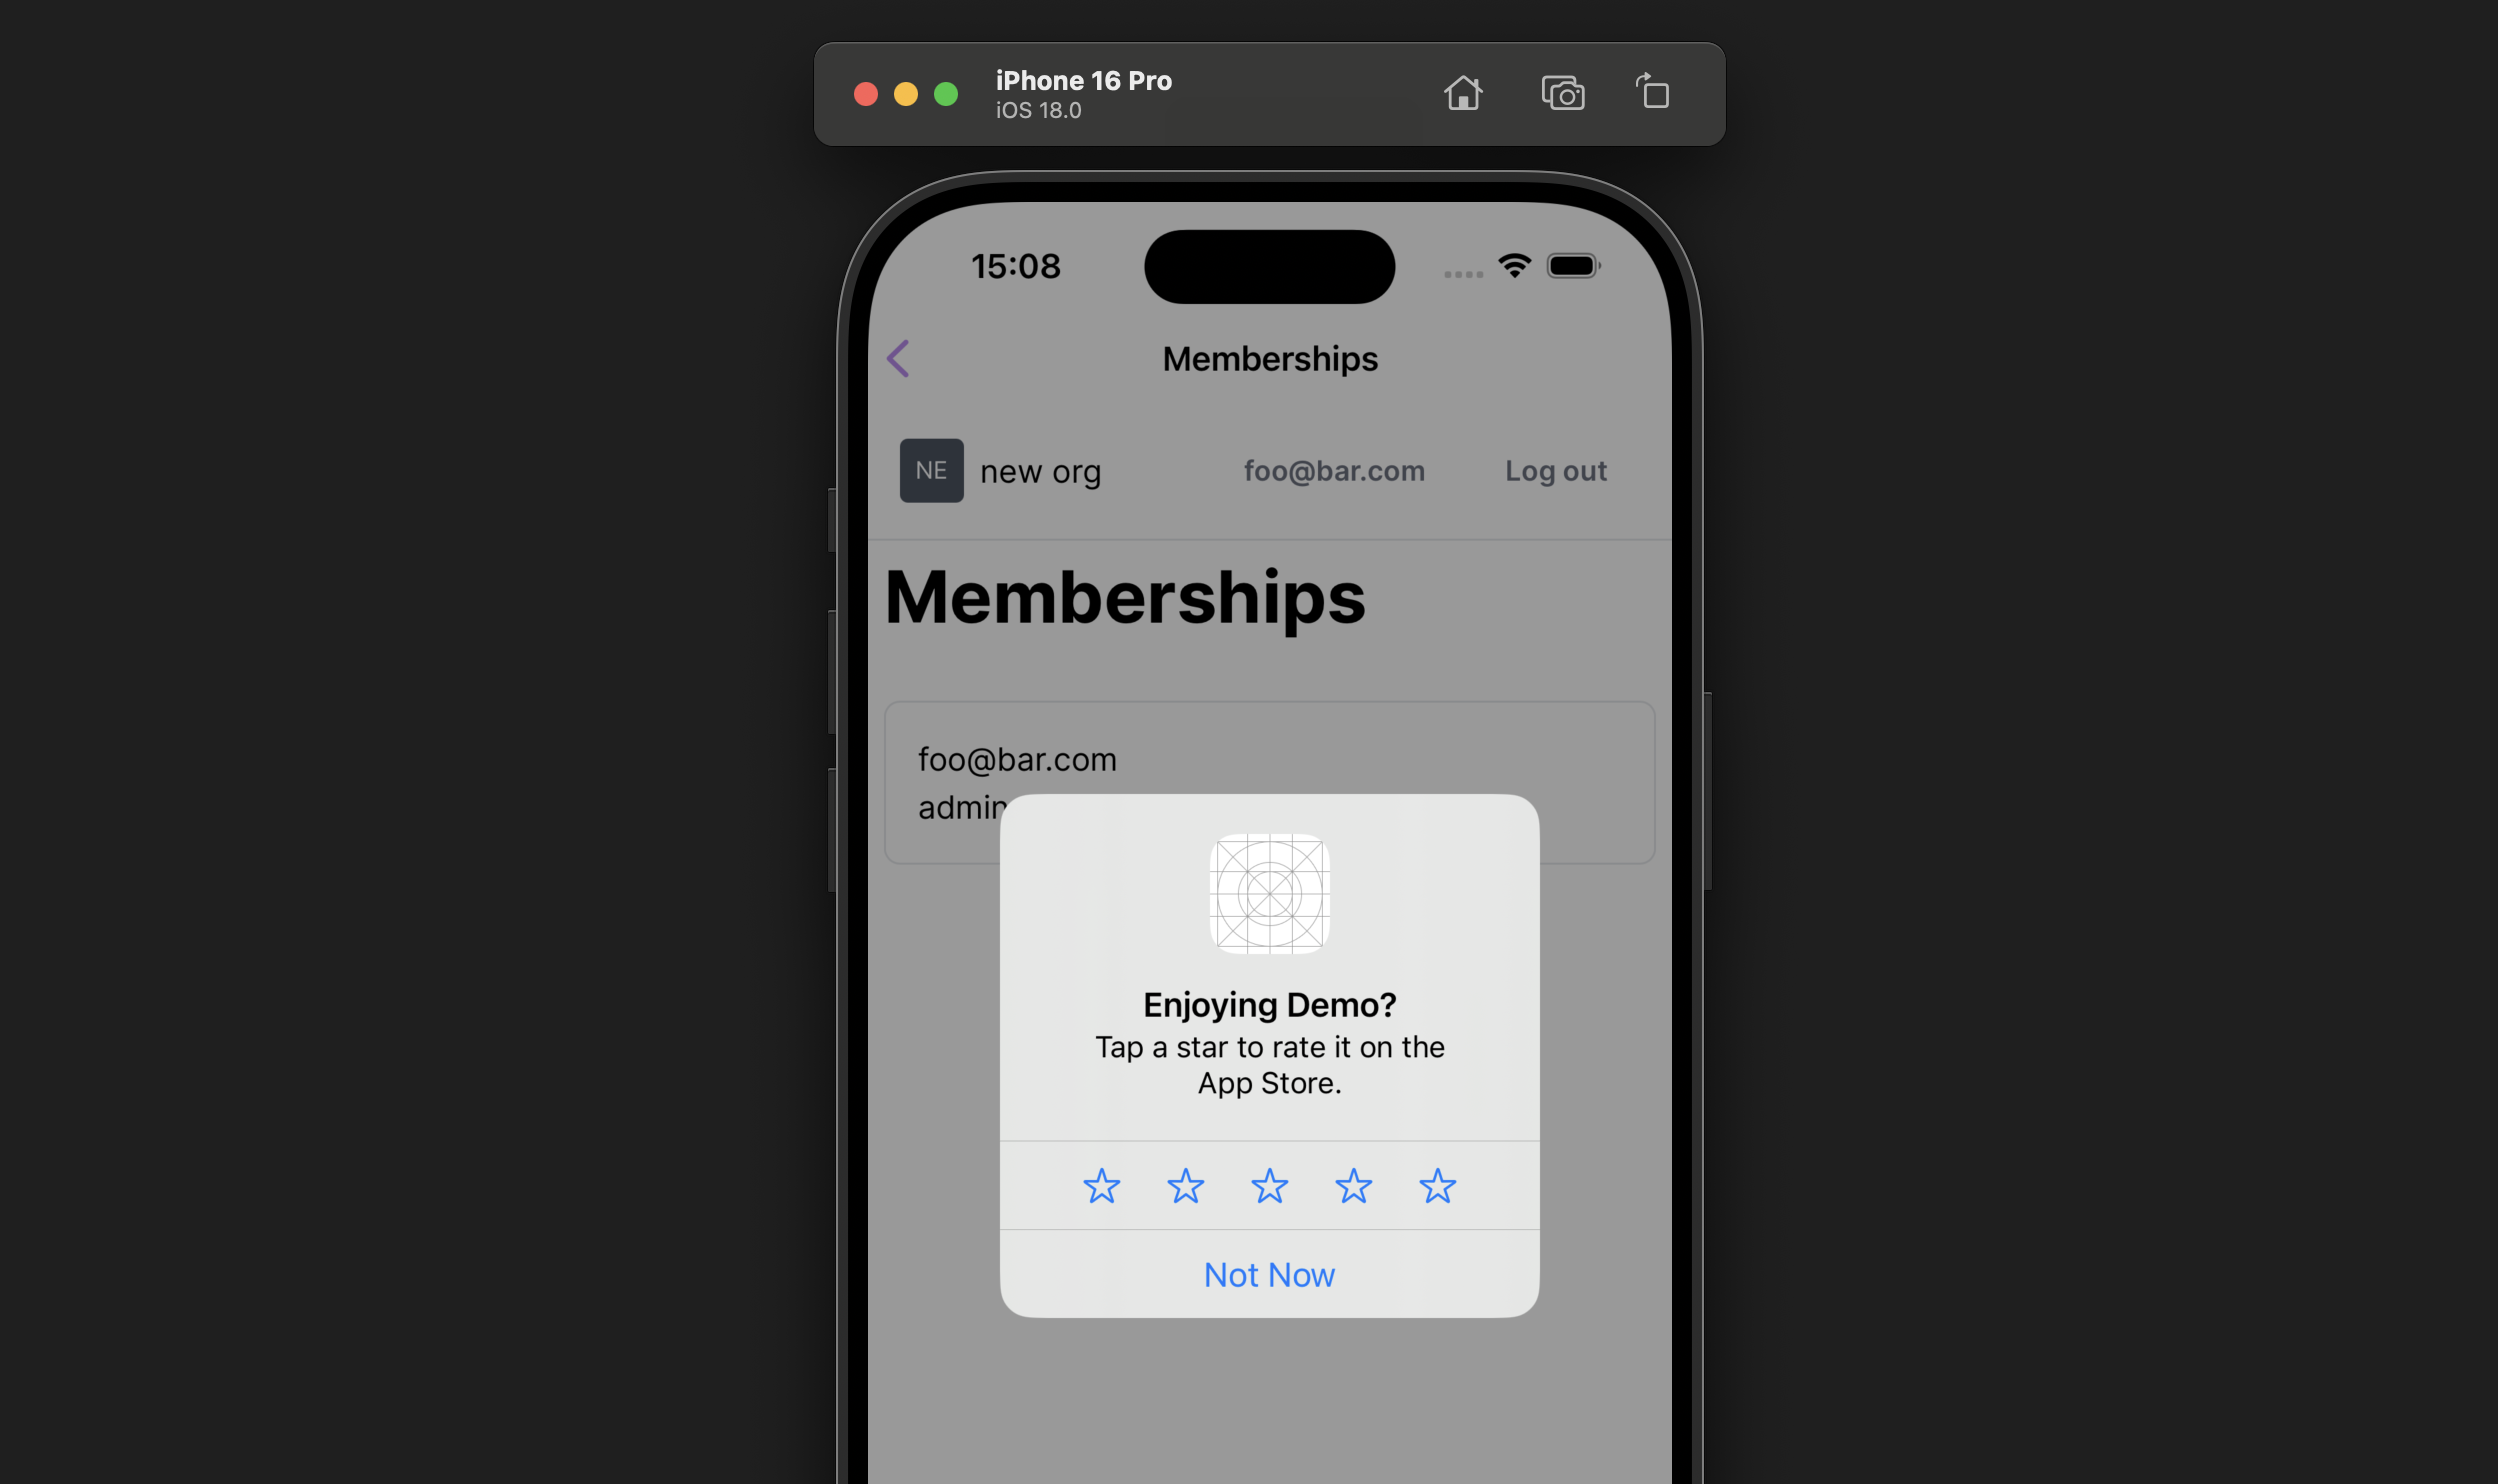 iPhone 16 Pro
iOS 18.0
15:08
Memberships
NE new org foo@bar.com Log out
Memberships
foo@bar.com
admin
Enjoying Demo?
Tap a star to rate it on the
App Store.
Not Now